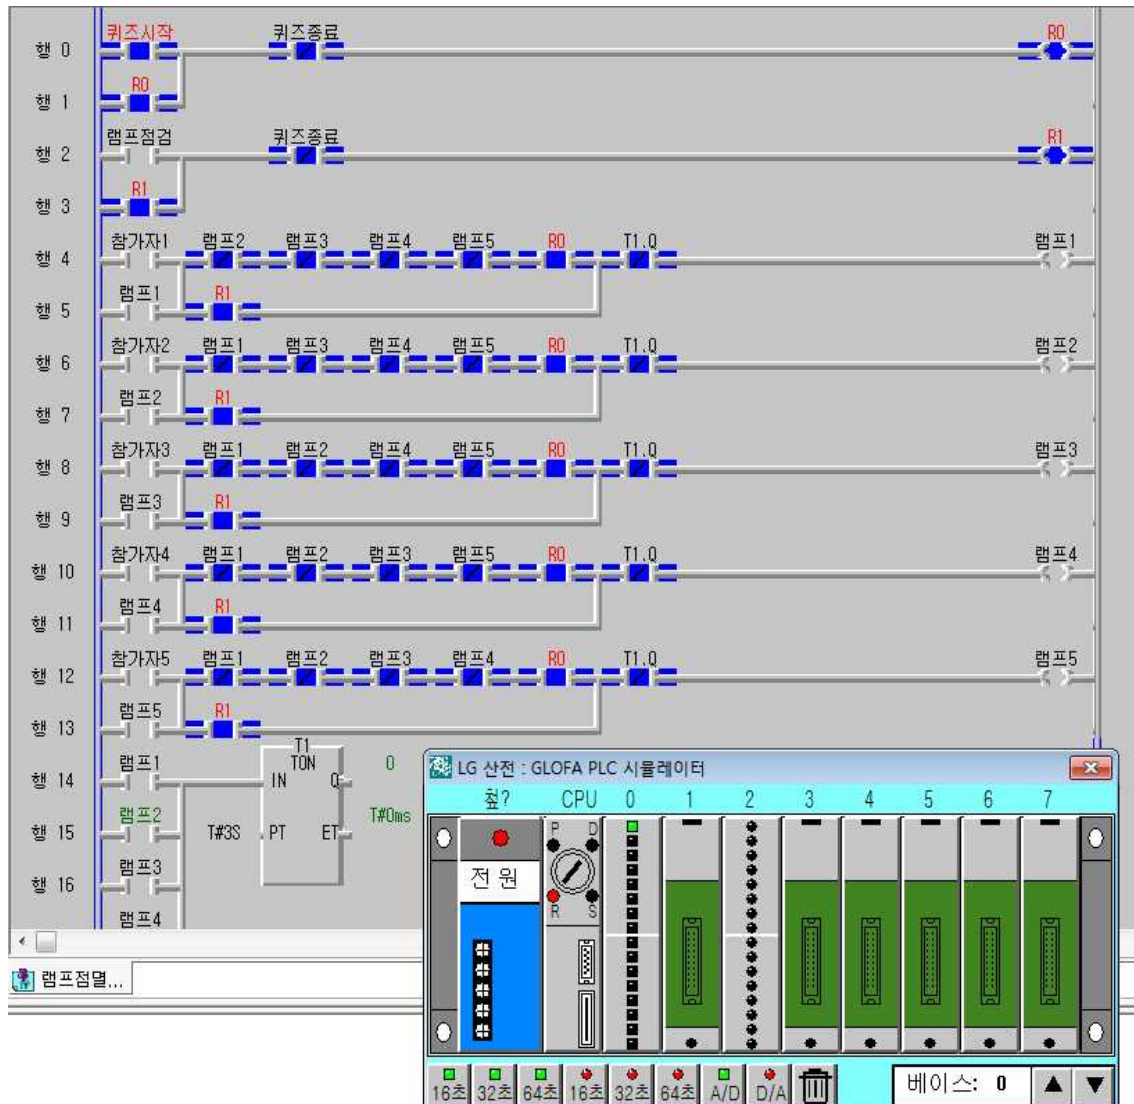 퀴즈시작 퀴즈종료 R0
행 0
R0
행 1
램프점검 퀴즈종료 R1
행 2
R1
행 3
참가자1 램프2 램프3 램프4 램프5 R0 T1.Q 램프1
행 4
램프1 R1
행 5
참가자2 램프1 램프3 램프4 램프5 R0 T1.Q 램프2
행 6
램프2 R1
행 7
참가자3 램프1 램프2 램프4 램프5 R0 T1.Q 램프3
행 8
램프3 R1
행 9
참가자4 램프1 램프2 램프3 램프5 R0 T1.Q 램프4
행 10
램프4 R1
행 11
참가자5 램프1 램프2 램프3 램프4 R0 T1.Q 램프5
행 12
램프5 R1
행 13
T1
램프1 TON 0
행 14 IN Q
램프2 T#0ms
행 15 T#3S PT ET
램프3
행 16
램프4
램프점멸...
LG 산전 : GLOFA PLC 시뮬레이터
첲? CPU 0 1 2 3 4 5 6 7
P D
전 원
R S
16초 32초 64초 16초 32초 64초 A/D D/A 베이스: 0